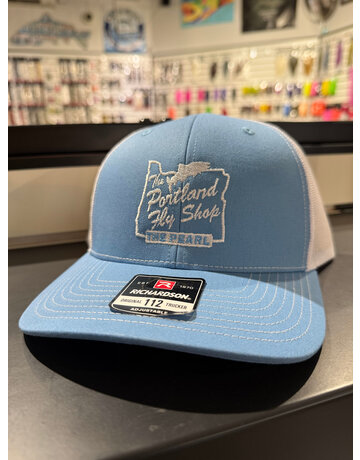 The
Portland
Fly Shop
THE PEARL
EST 1970
R
RICHARDSON
ORIGINAL 112 TRUCKER
ADJUSTABLE